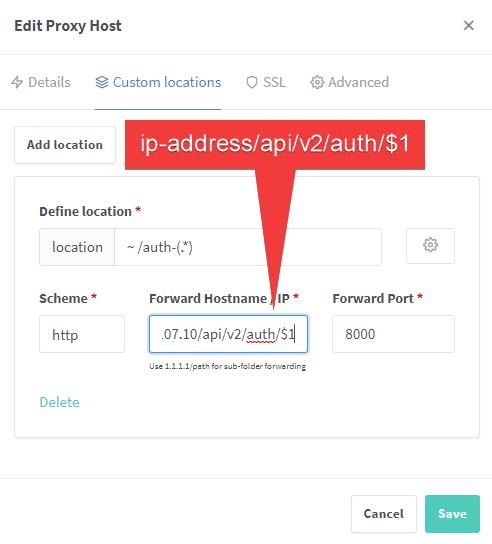 Edit Proxy Host
Details Custom locations SSL Advanced
Add location
ip-address/api/v2/auth/$1
Define location *
location ~ /auth-(.*)
Scheme * Forward Hostname / IP * Forward Port *
http .07.10/api/v2/auth/$1 8000
Use 1.1.1.1/path for sub-folder forwarding
Delete
Cancel Save